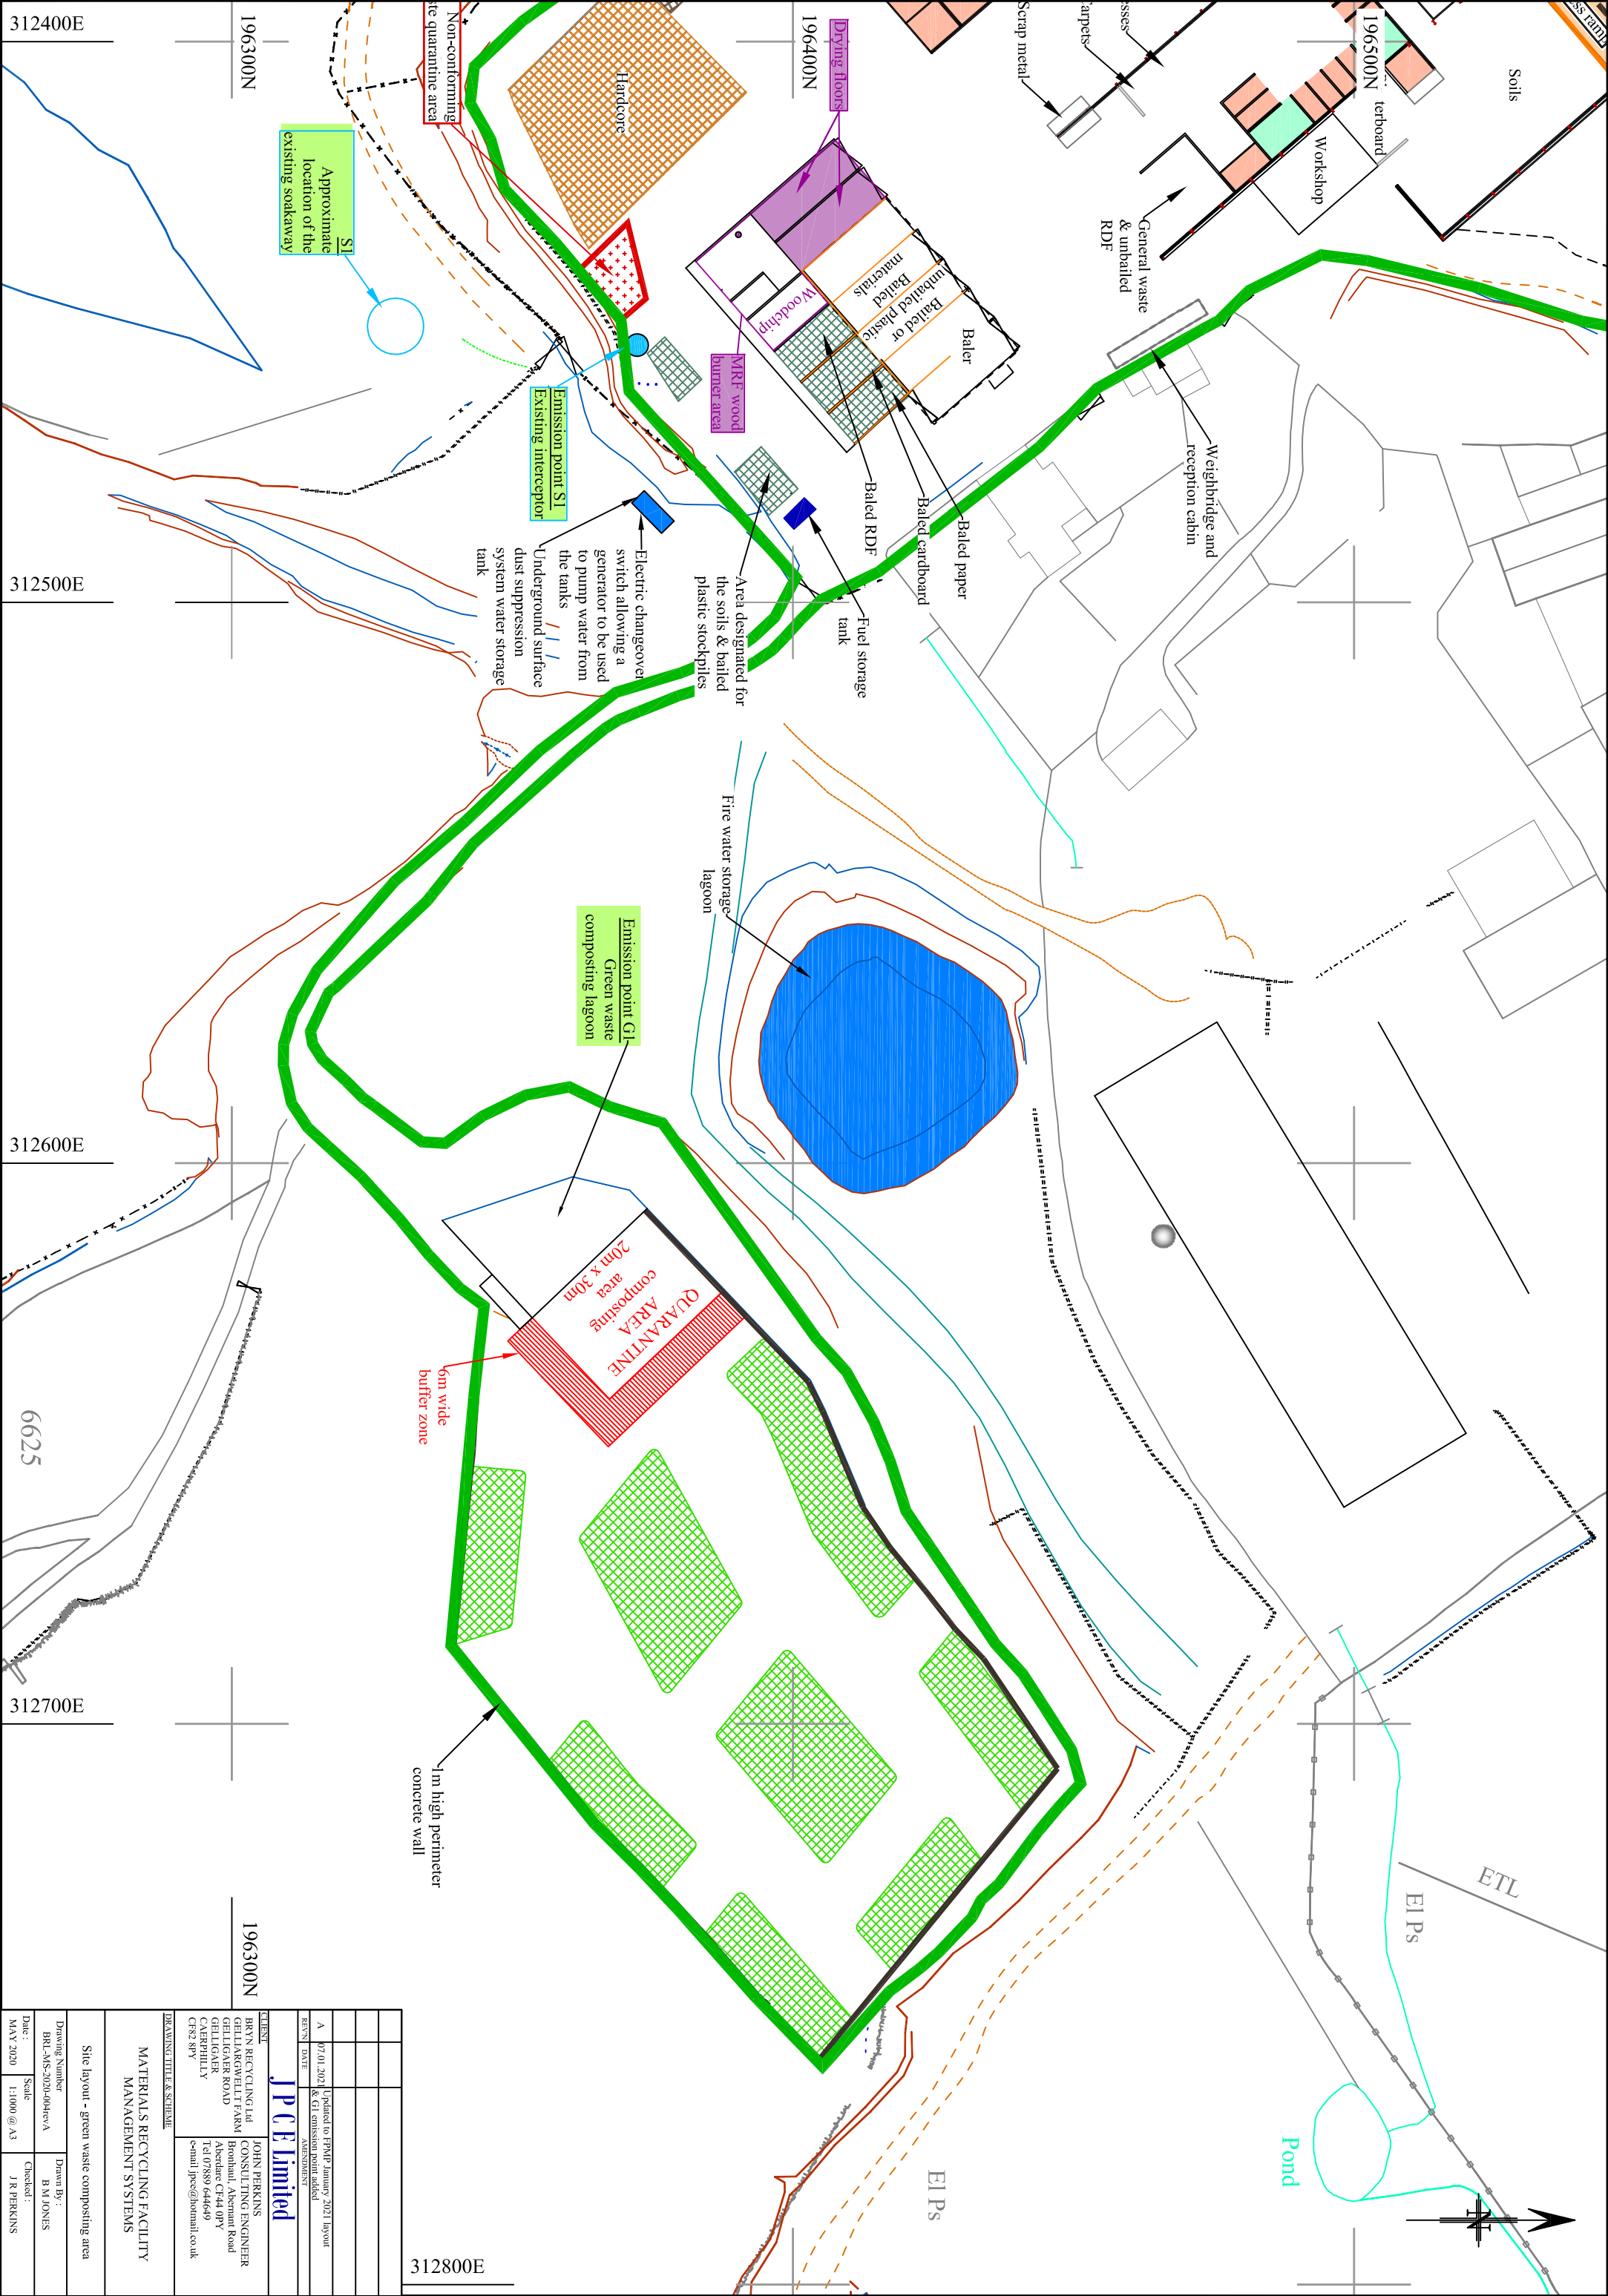 312400E
196300N
196400N
196500N
Non-conforming
te quarantine area
Hardcore
Drying floors
Scrap metal
arpets
esses
terboard
Soils
ess ramp
Workshop
General waste
& unbailed
RDF
S1
Approximate
location of the
existing soakaway
Woodchip
Bailed
materials
Bailed or
unbailed plastic
Baler
MRF wood
burner area
Emission point S1
Existing interceptor
Weighbridge and
reception cabin
Baled RDF
Baled cardboard
Baled paper
Electric changeover
switch allowing a
generator to be used
to pump water from
the tanks
Underground surface
dust suppression
system water storage
tank
Area designated for
the soils & bailed
plastic stockpiles
Fuel storage
tank
312500E
Fire water storage
lagoon
Emission point G1
Green waste
composting lagoon
312600E
QUARANTINE
AREA
composting
area
20m x 30m
6m wide
buffer zone
6625
312700E
1m high perimeter
concrete wall
ETL
El Ps
196300N
Pond
El Ps
N
312800E
A
07.01.2021
Updated to FPMP January 2021 layout
& G1 emission point added
REV'N
DATE
AMENDMENT
J P C E Limited
CLIENT
BRYN RECYCLING Ltd
GELLIARGWELLT FARM
GELLIGAER ROAD
GELLIGAER
CAERPHILLY
CF82 8PY
JOHN PERKINS
CONSULTING ENGINEER
Bronhaul, Abernant Road
Aberdare CF44 0PY
Tel 07889 644649
e-mail jpce@hotmail.co.uk
DRAWING TITLE & SCHEME
MATERIALS RECYCLING FACILITY
MANAGEMENT SYSTEMS
Site layout - green waste composting area
Drawing Number
BRL-MS-2020-004revA
Drawn By :
B M JONES
Date :
MAY 2020
Scale
1:1000 @ A3
Checked :
J R PERKINS